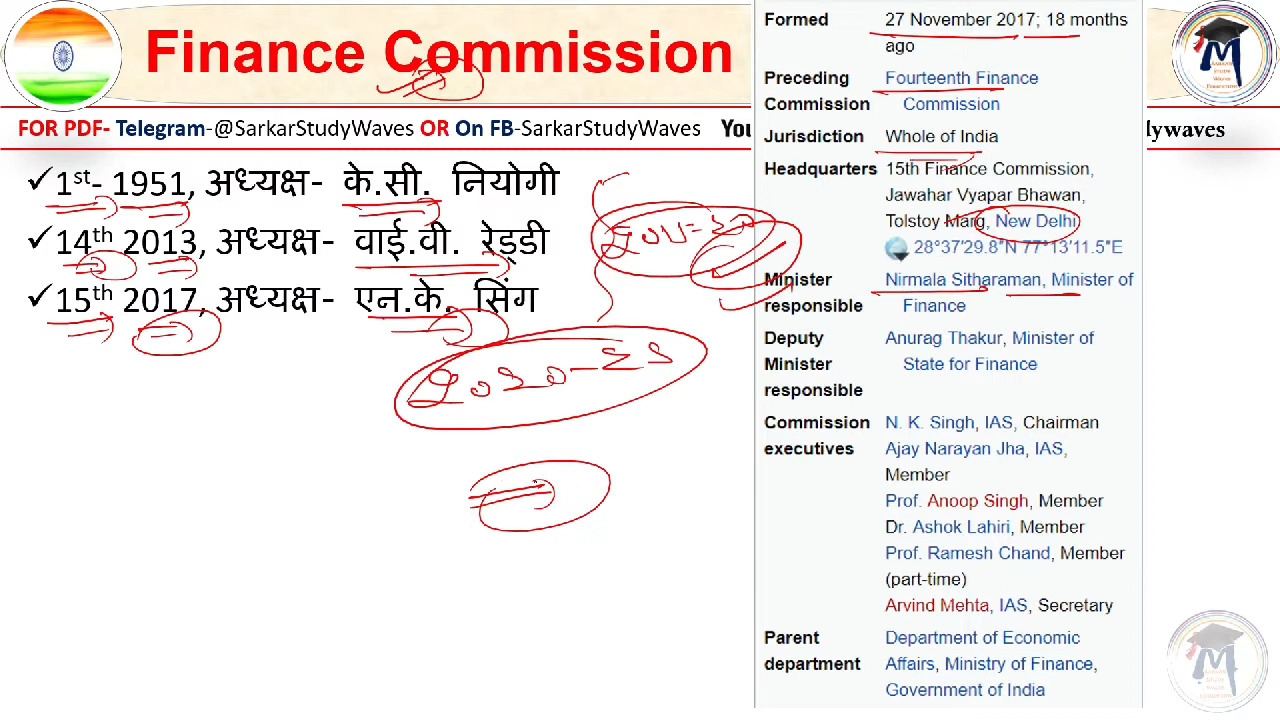 Finance Commission
FOR PDF- Telegram-@SarkarStudyWaves OR On FB-SarkarStudyWaves You
dywaves
✓1st- 1951, अध्यक्ष- के.सी. नियोगी
✓14th 2013, अध्यक्ष- वाई.वी. रेड्डी
✓15th 2017, अध्यक्ष- एन.के. सिंग
2020-25
Formed 27 November 2017; 18 months
ago
Preceding Fourteenth Finance
Commission Commission
Jurisdiction Whole of India
Headquarters 15th Finance Commission,
Jawahar Vyapar Bhawan,
Tolstoy Marg, New Delhi
28°37'29.8"N 77°13'11.5"E
Minister Nirmala Sitharaman, Minister of
responsible Finance
Deputy Anurag Thakur, Minister of
Minister State for Finance
responsible
Commission N. K. Singh, IAS, Chairman
executives Ajay Narayan Jha, IAS,
Member
Prof. Anoop Singh, Member
Dr. Ashok Lahiri, Member
Prof. Ramesh Chand, Member
(part-time)
Arvind Mehta, IAS, Secretary
Parent Department of Economic
department Affairs, Ministry of Finance,
Government of India